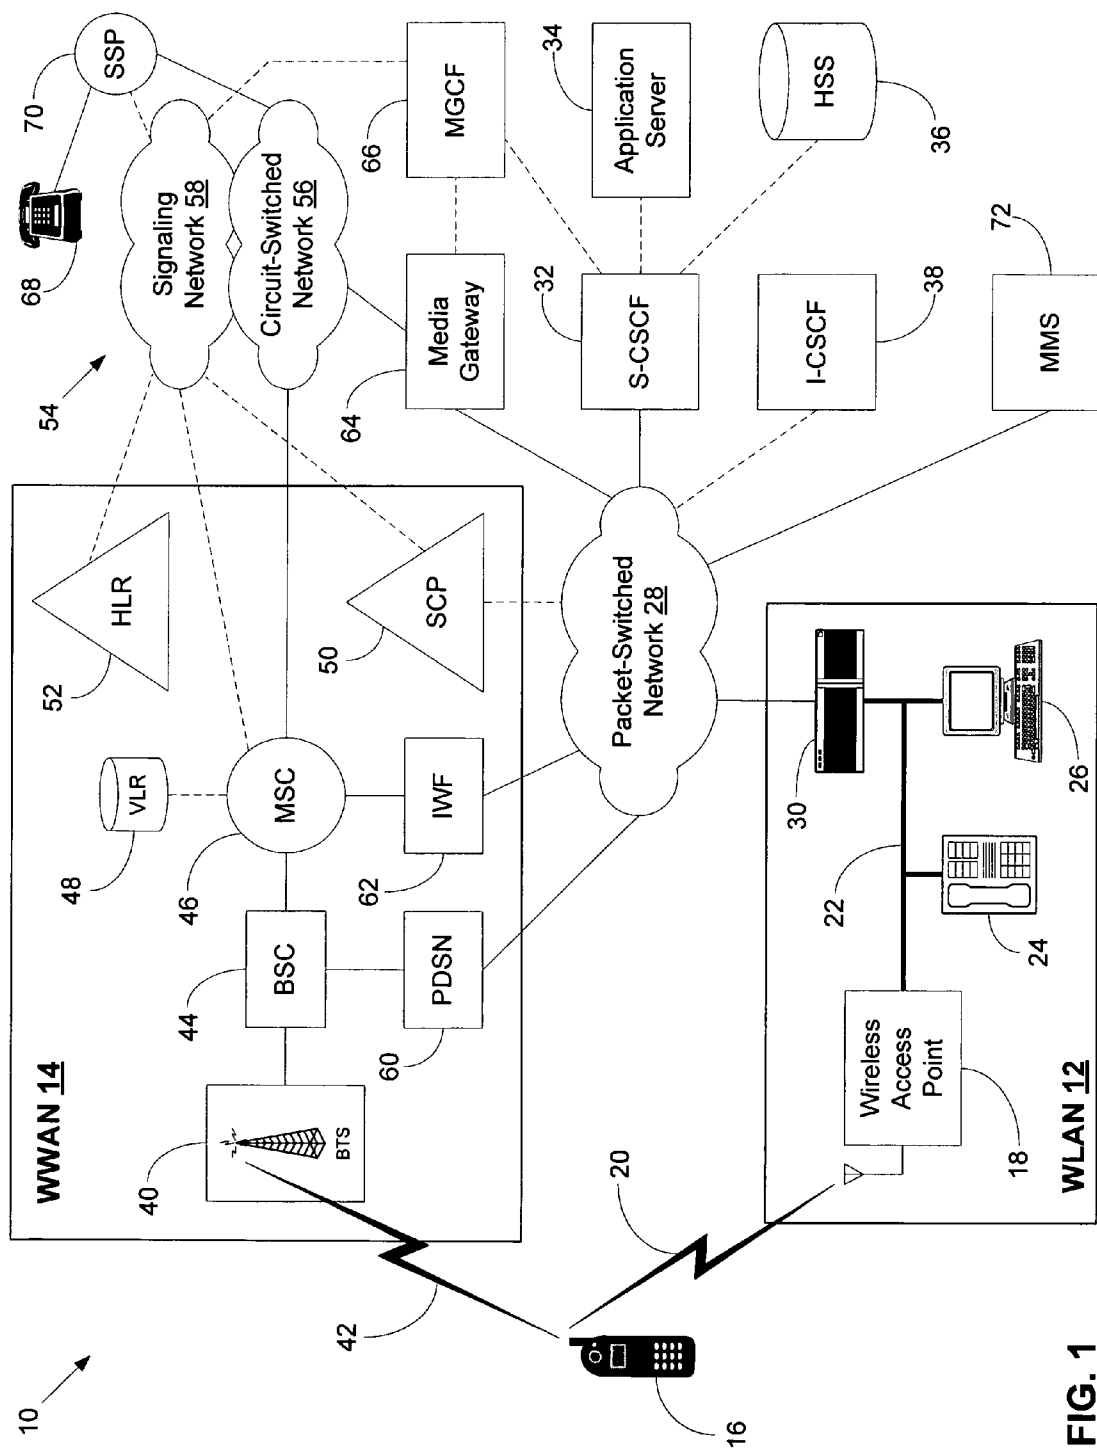 10
WWAN 14
40
BTS
44
BSC
46
MSC
48
VLR
52
HLR
50
SCP
60
PDSN
62
IWF
54
68
70
SSP
Signaling
Network 58
Circuit-Switched
Network 56
64
Media
Gateway
66
MGCF
34
Application
Server
32
S-CSCF
HSS
36
I-CSCF
38
MMS
72
Packet-Switched
Network 28
42
20
16
WLAN 12
Wireless
Access
Point
18
22
24
26
30
FIG. 1